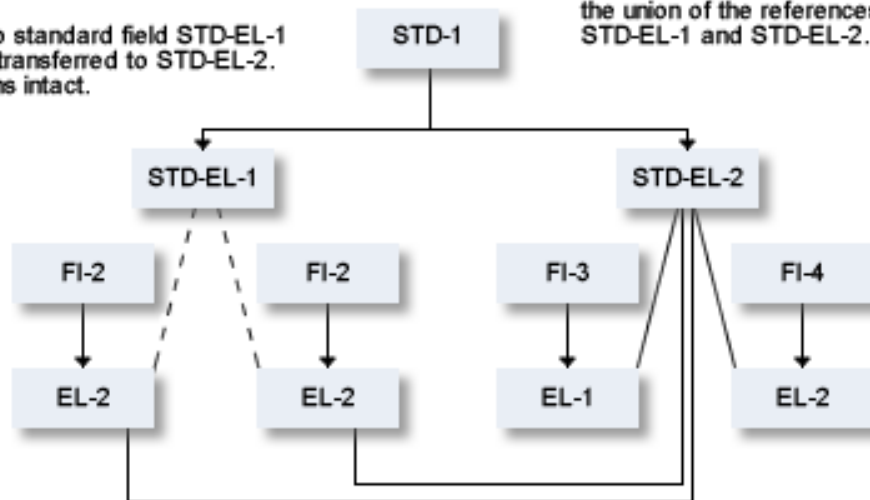 standard field STD-EL-1
transferred to STD-EL-2.
intact.
the union of the references
STD-EL-1 and STD-EL-2.
STD-1
STD-EL-1
STD-EL-2
FI-2
FI-2
FI-3
FI-4
EL-2
EL-2
EL-1
EL-2